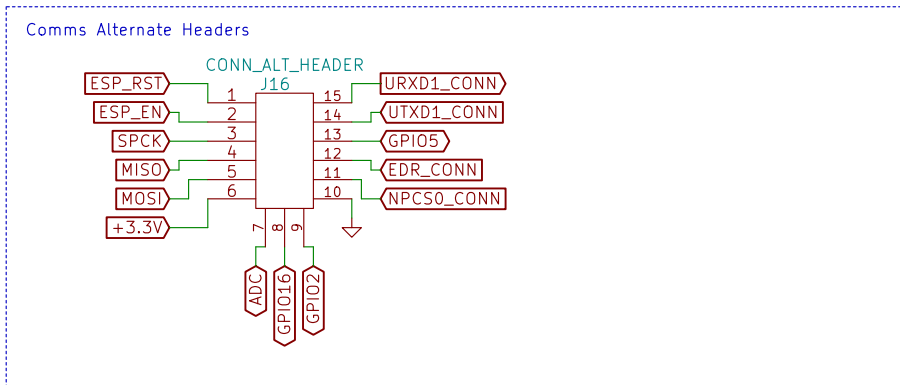 Comms Alternate Headers
CONN_ALT_HEADER
J16
ESP_RST 1 15 URXD1_CONN
ESP_EN 2 14 UTXD1_CONN
SPCK 3 13 GPIO5
MISO 4 12 EDR_CONN
MOSI 5 11 NPCS0_CONN
+3.3V 6 10
7 8 9
ADC GPIO16 GPIO2